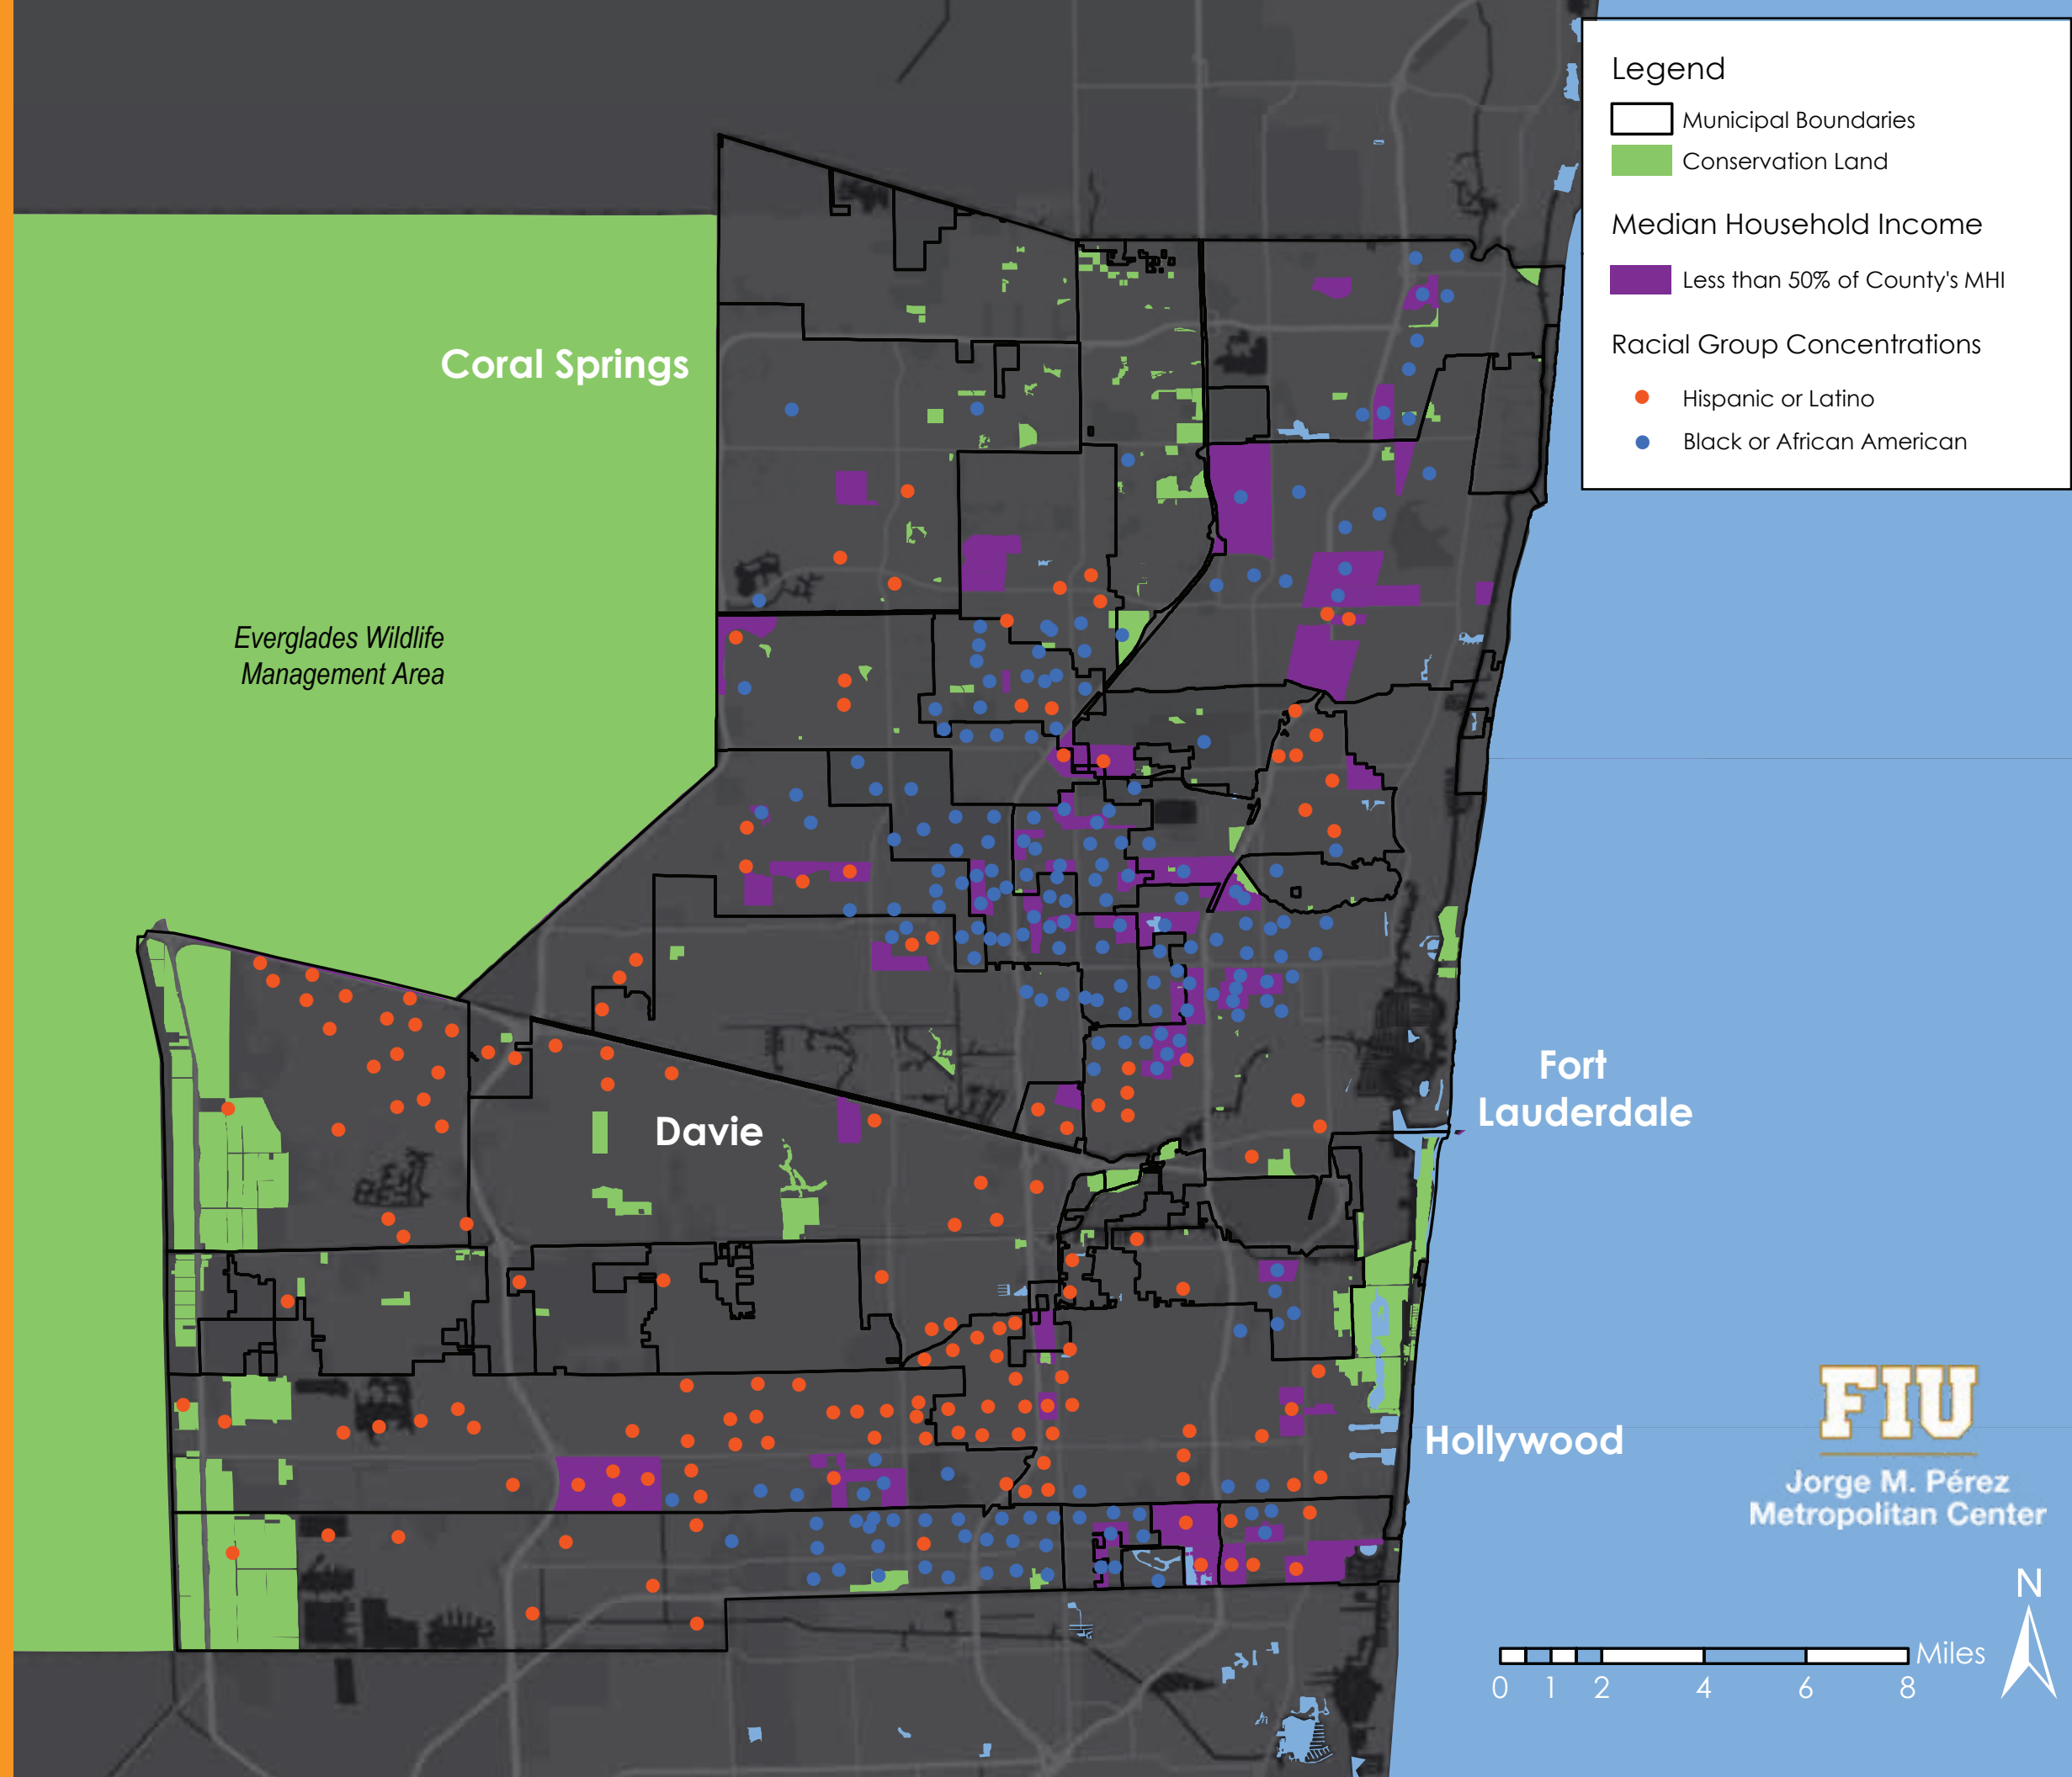 Legend
Municipal Boundaries
Conservation Land
Median Household Income
Less than 50% of County's MHI
Racial Group Concentrations
Hispanic or Latino
Black or African American
Coral Springs
Everglades Wildlife
Management Area
Fort
Lauderdale
Davie
Hollywood
FIU
Jorge M. Pérez
Metropolitan Center
N
Miles
0 1 2 4 6 8